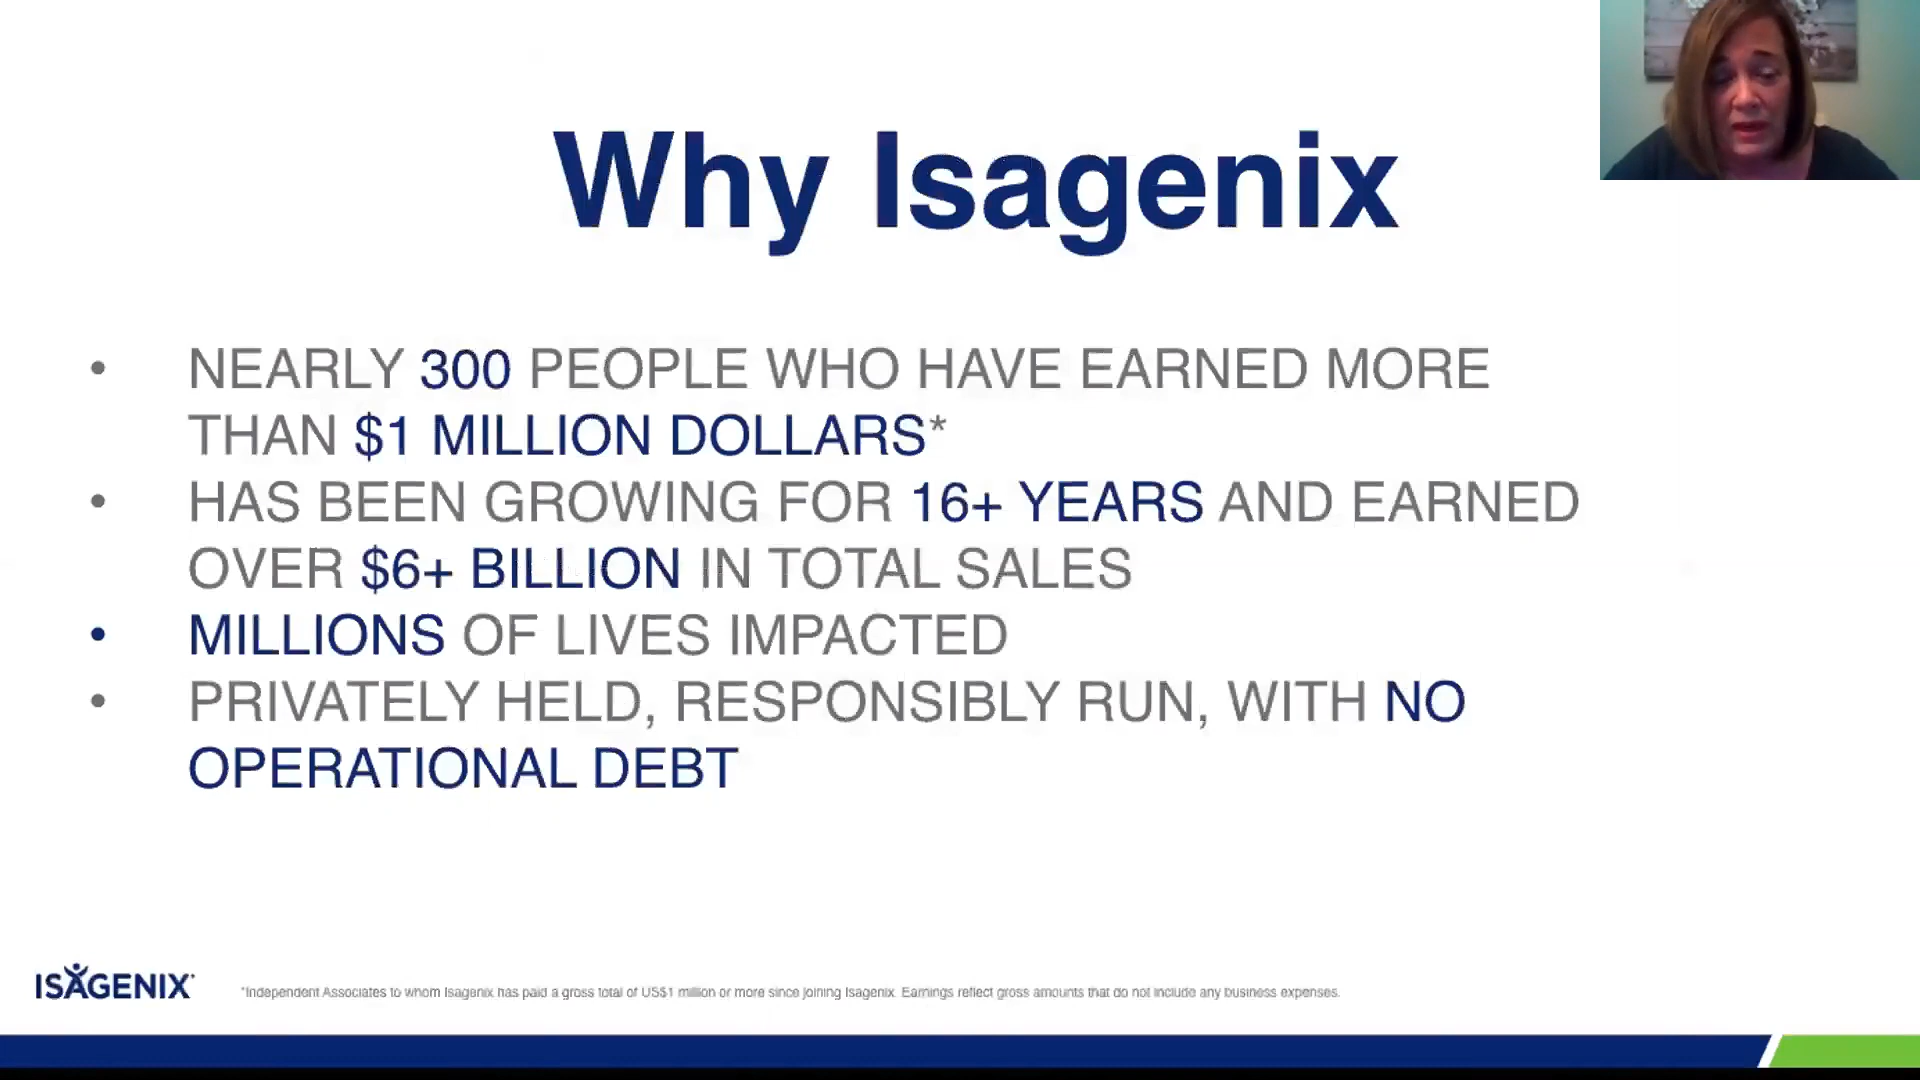 Why Isagenix
• NEARLY 300 PEOPLE WHO HAVE EARNED MORE
THAN $1 MILLION DOLLARS*
• HAS BEEN GROWING FOR 16+ YEARS AND EARNED
OVER $6+ BILLION IN TOTAL SALES
• MILLIONS OF LIVES IMPACTED
• PRIVATELY HELD, RESPONSIBLY RUN, WITH NO
OPERATIONAL DEBT
ISAGENIX
*Independent Associates to whom Isagenix has paid a gross total of US$1 million or more since joining Isagenix. Earnings reflect gross amounts that do not include any business expenses.